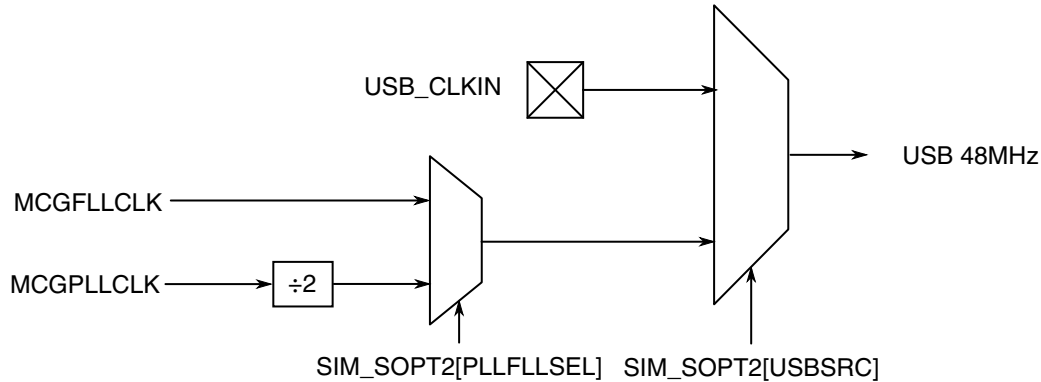 USB_CLKIN
USB 48MHz
MCGFLLCLK
MCGPLLCLK
÷2
SIM_SOPT2[PLLFLLSEL]
SIM_SOPT2[USBSRC]